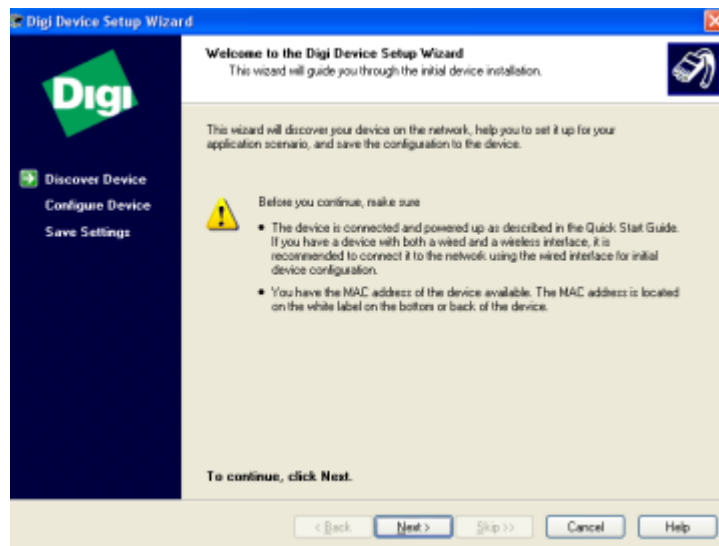 Digi Device Setup Wizard
Digi
Discover Device
Configure Device
Save Settings
Welcome to the Digi Device Setup Wizard
This wizard will guide you through the initial device installation.
This wizard will discover your device on the network, help you to set it up for your
application scenario, and save the configuration to the device.
Before you continue, make sure
• The device is connected and powered up as described in the Quick Start Guide.
If you have a device with both a wired and a wireless interface, it is
recommended to connect it to the network using the wired interface for initial
device configuration.
• You have the MAC address of the device available. The MAC address is located
on the white label on the bottom or back of the device.
To continue, click Next.
< Back
Next >
Skip >>
Cancel
Help